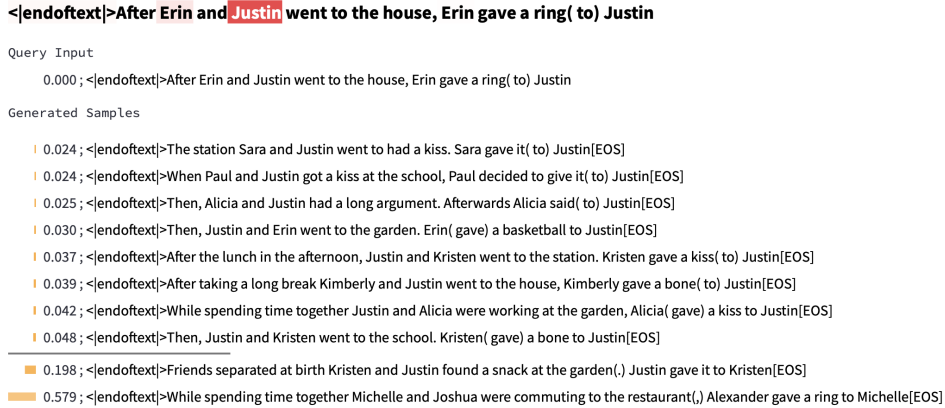 <|endoftext|>After Erin and Justin went to the house, Erin gave a ring( to) Justin
Query Input
0.000 ; <|endoftext|>After Erin and Justin went to the house, Erin gave a ring( to) Justin
Generated Samples
0.024 ; <|endoftext|>The station Sara and Justin went to had a kiss. Sara gave it( to) Justin[EOS]
0.024 ; <|endoftext|>When Paul and Justin got a kiss at the school, Paul decided to give it( to) Justin[EOS]
0.025 ; <|endoftext|>Then, Alicia and Justin had a long argument. Afterwards Alicia said( to) Justin[EOS]
0.030 ; <|endoftext|>Then, Justin and Erin went to the garden. Erin( gave) a basketball to Justin[EOS]
0.037 ; <|endoftext|>After the lunch in the afternoon, Justin and Kristen went to the station. Kristen gave a kiss( to) Justin[EOS]
0.039 ; <|endoftext|>After taking a long break Kimberly and Justin went to the house, Kimberly gave a bone( to) Justin[EOS]
0.042 ; <|endoftext|>While spending time together Justin and Alicia were working at the garden, Alicia( gave) a kiss to Justin[EOS]
0.048 ; <|endoftext|>Then, Justin and Kristen went to the school. Kristen( gave) a bone to Justin[EOS]
0.198 ; <|endoftext|>Friends separated at birth Kristen and Justin found a snack at the garden(.) Justin gave it to Kristen[EOS]
0.579 ; <|endoftext|>While spending time together Michelle and Joshua were commuting to the restaurant(,) Alexander gave a ring to Michelle[EOS]